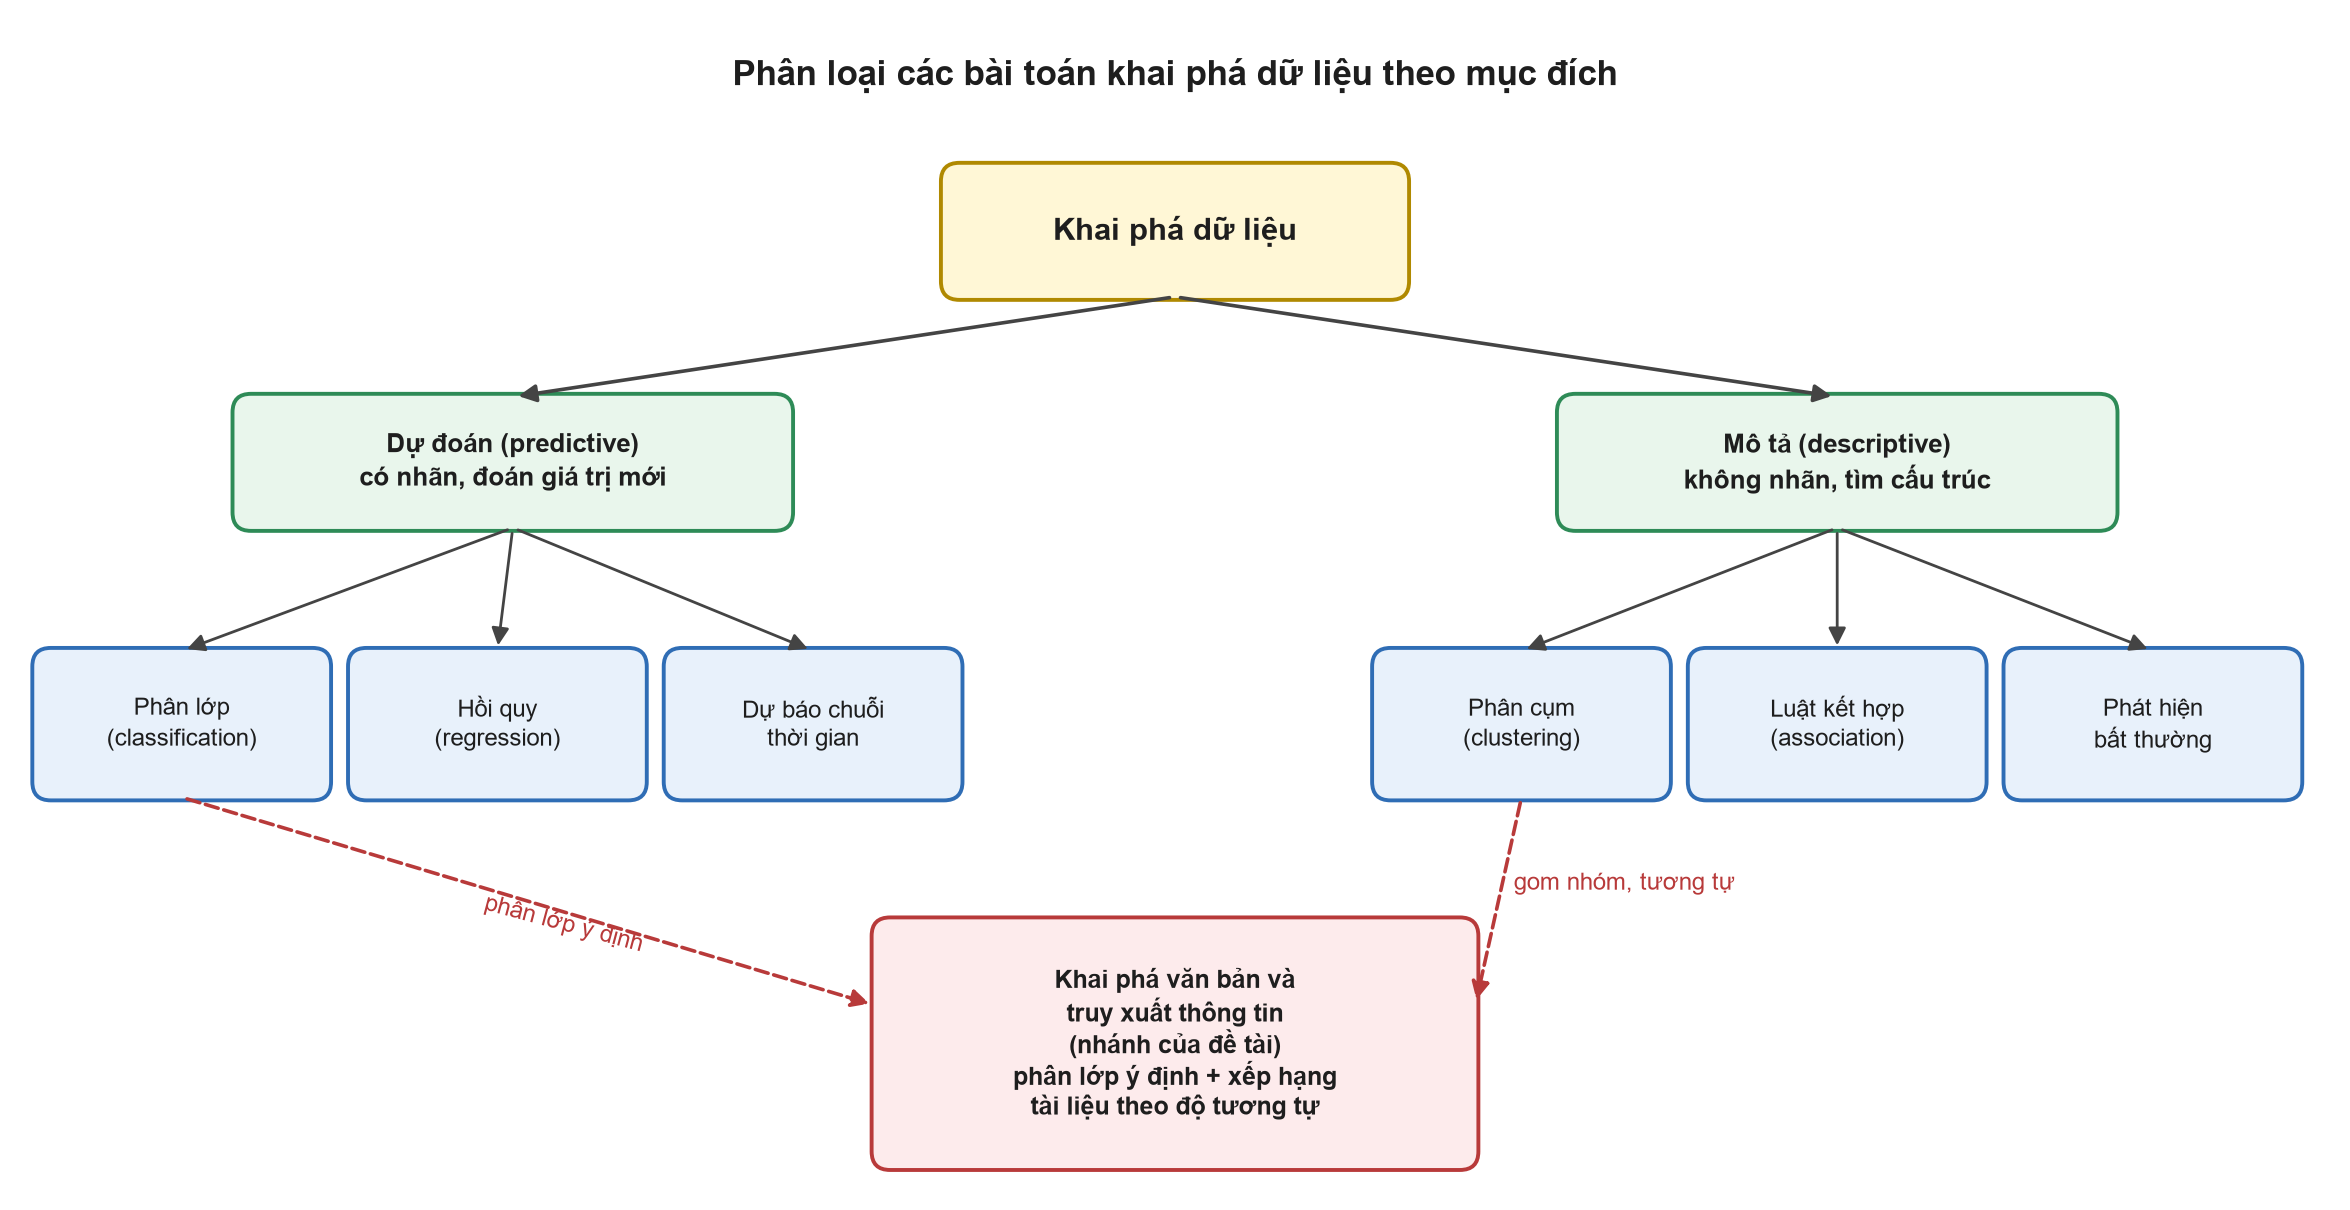 Phân loại các bài toán khai phá dữ liệu theo mục đích
Khai phá dữ liệu
Dự đoán (predictive)
có nhãn, đoán giá trị mới
Mô tả (descriptive)
không nhãn, tìm cấu trúc
Phân lớp
(classification)
Hồi quy
(regression)
Dự báo chuỗi
thời gian
Phân cụm
(clustering)
Luật kết hợp
(association)
Phát hiện
bất thường
phân lớp ý định
gom nhóm, tương tự
Khai phá văn bản và
truy xuất thông tin
(nhánh của đề tài)
phân lớp ý định + xếp hạng
tài liệu theo độ tương tự